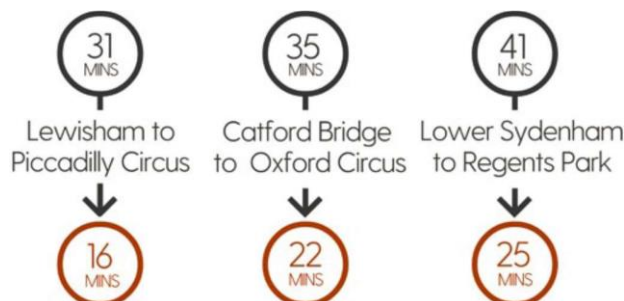 31
MINS
Lewisham to
Piccadilly Circus
16
MINS
35
MINS
Catford Bridge
to Oxford Circus
22
MINS
41
MINS
Lower Sydenham
to Regents Park
25
MINS